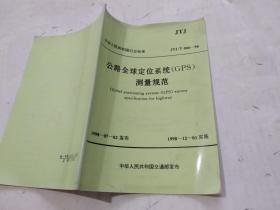 JTJ
中华人民共和国行业标准
JTJ/T 066—98
公路全球定位系统(GPS)
测量规范
Global positioning system (GPS) survey
specification for highway
1998-07-02 发布
1998-12-01 实施
中华人民共和国交通部发布